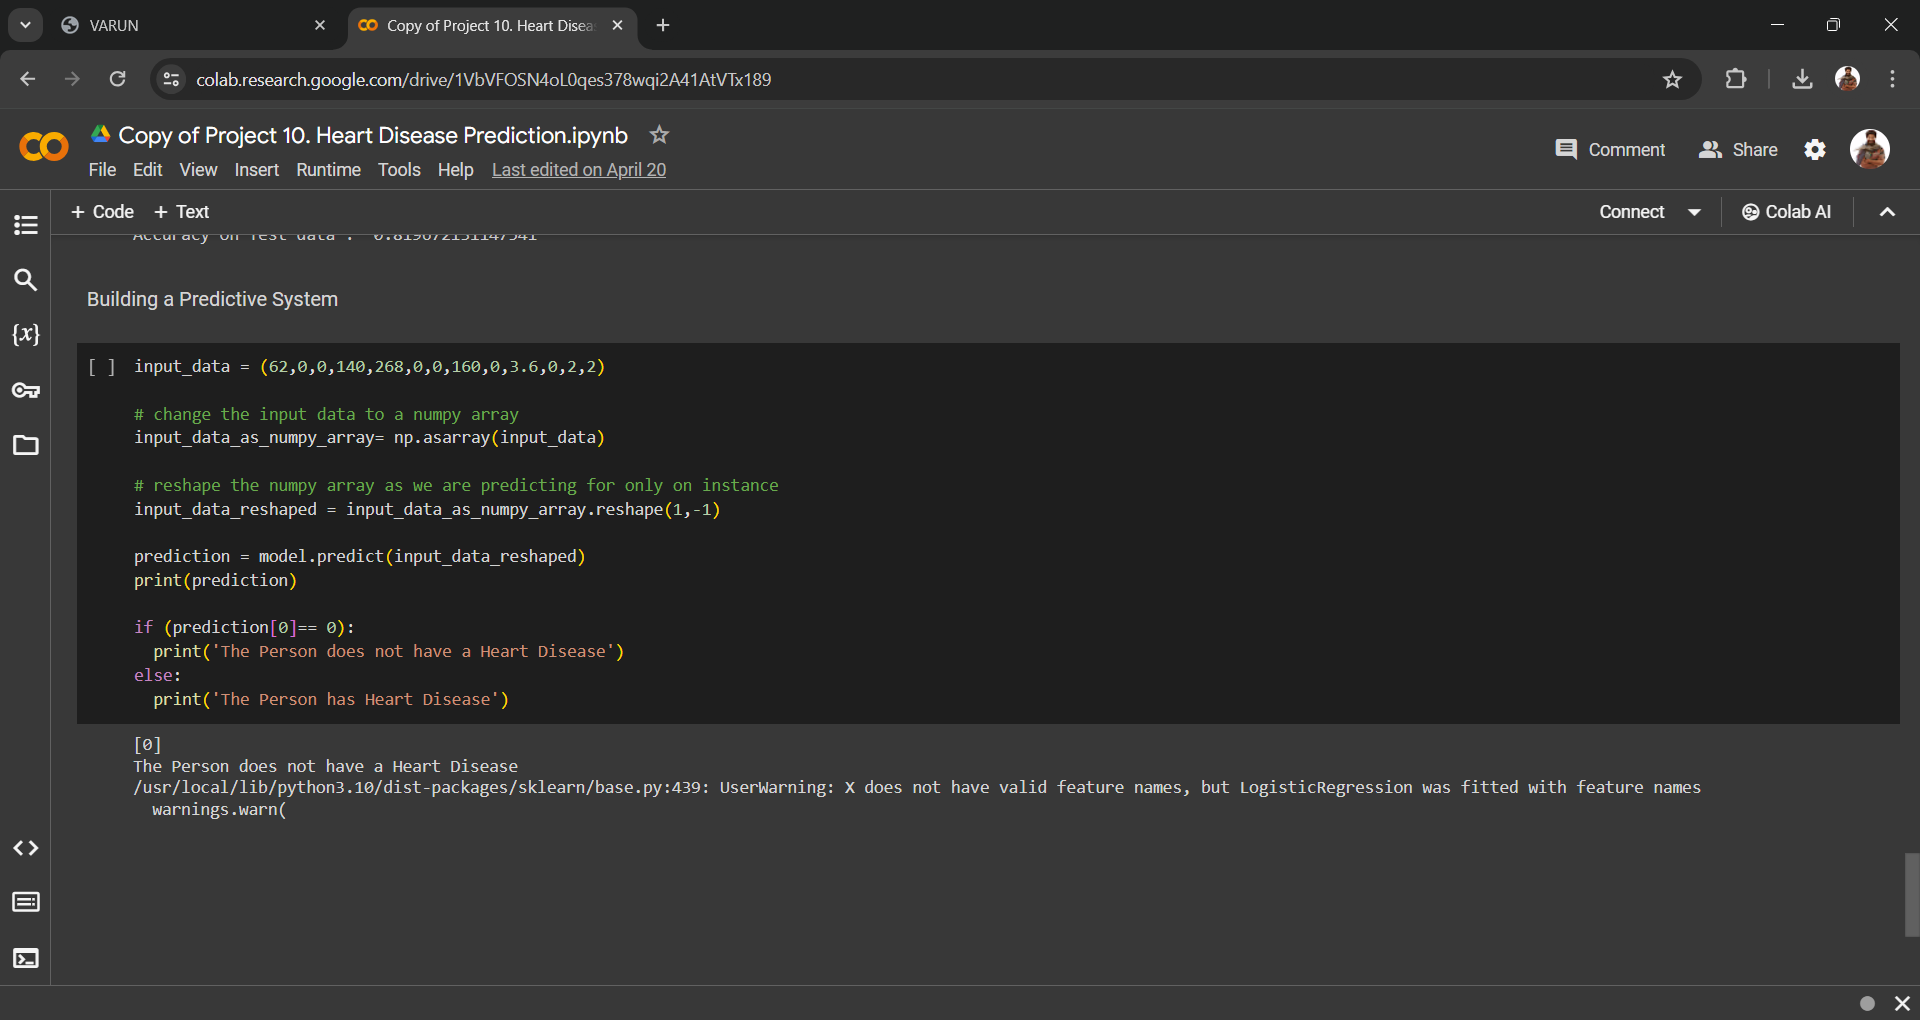 VARUN
Copy of Project 10. Heart Disea
colab.research.google.com/drive/1VbVFOSN4oL0qes378wqi2A41AtVTx189
Copy of Project 10. Heart Disease Prediction.ipynb
File Edit View Insert Runtime Tools Help Last edited on April 20
Comment Share
+ Code + Text
Connect Colab AI
Accuracy on Test data : 0.819672131147541
Building a Predictive System
[ ] input_data = (62,0,0,140,268,0,0,160,0,3.6,0,2,2)
# change the input data to a numpy array
input_data_as_numpy_array= np.asarray(input_data)
# reshape the numpy array as we are predicting for only on instance
input_data_reshaped = input_data_as_numpy_array.reshape(1,-1)
prediction = model.predict(input_data_reshaped)
print(prediction)
if (prediction[0]== 0):
print('The Person does not have a Heart Disease')
else:
print('The Person has Heart Disease')
[0]
The Person does not have a Heart Disease
/usr/local/lib/python3.10/dist-packages/sklearn/base.py:439: UserWarning: X does not have valid feature names, but LogisticRegression was fitted with feature names
warnings.warn(